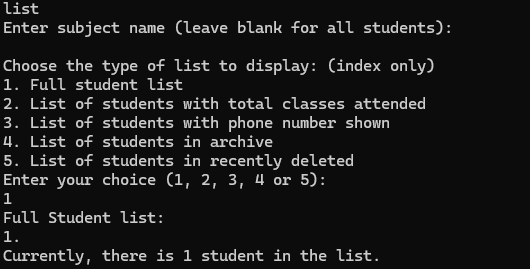 list
Enter subject name (leave blank for all students):
Choose the type of list to display: (index only)
1. Full student list
2. List of students with total classes attended
3. List of students with phone number shown
4. List of students in archive
5. List of students in recently deleted
Enter your choice (1, 2, 3, 4 or 5):
1
Full Student list:
1.
Currently, there is 1 student in the list.